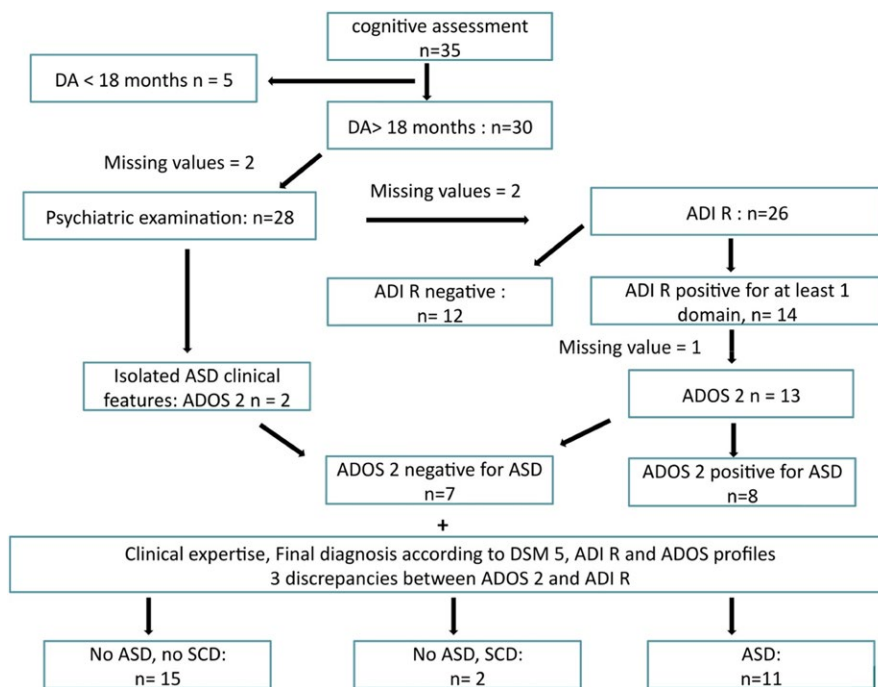 cognitive assessment
n=35
DA < 18 months n = 5
DA> 18 months : n=30
Missing values = 2
Missing values = 2
Psychiatric examination: n=28
ADI R : n=26
ADI R negative :
n= 12
ADI R positive for at least 1
domain, n= 14
Missing value = 1
Isolated ASD clinical
features: ADOS 2 n = 2
ADOS 2 n = 13
ADOS 2 negative for ASD
n=7
ADOS 2 positive for ASD
n=8
+
Clinical expertise, Final diagnosis according to DSM 5, ADI R and ADOS profiles
3 discrepancies between ADOS 2 and ADI R
No ASD, no SCD:
n= 15
No ASD, SCD:
n= 2
ASD:
n=11